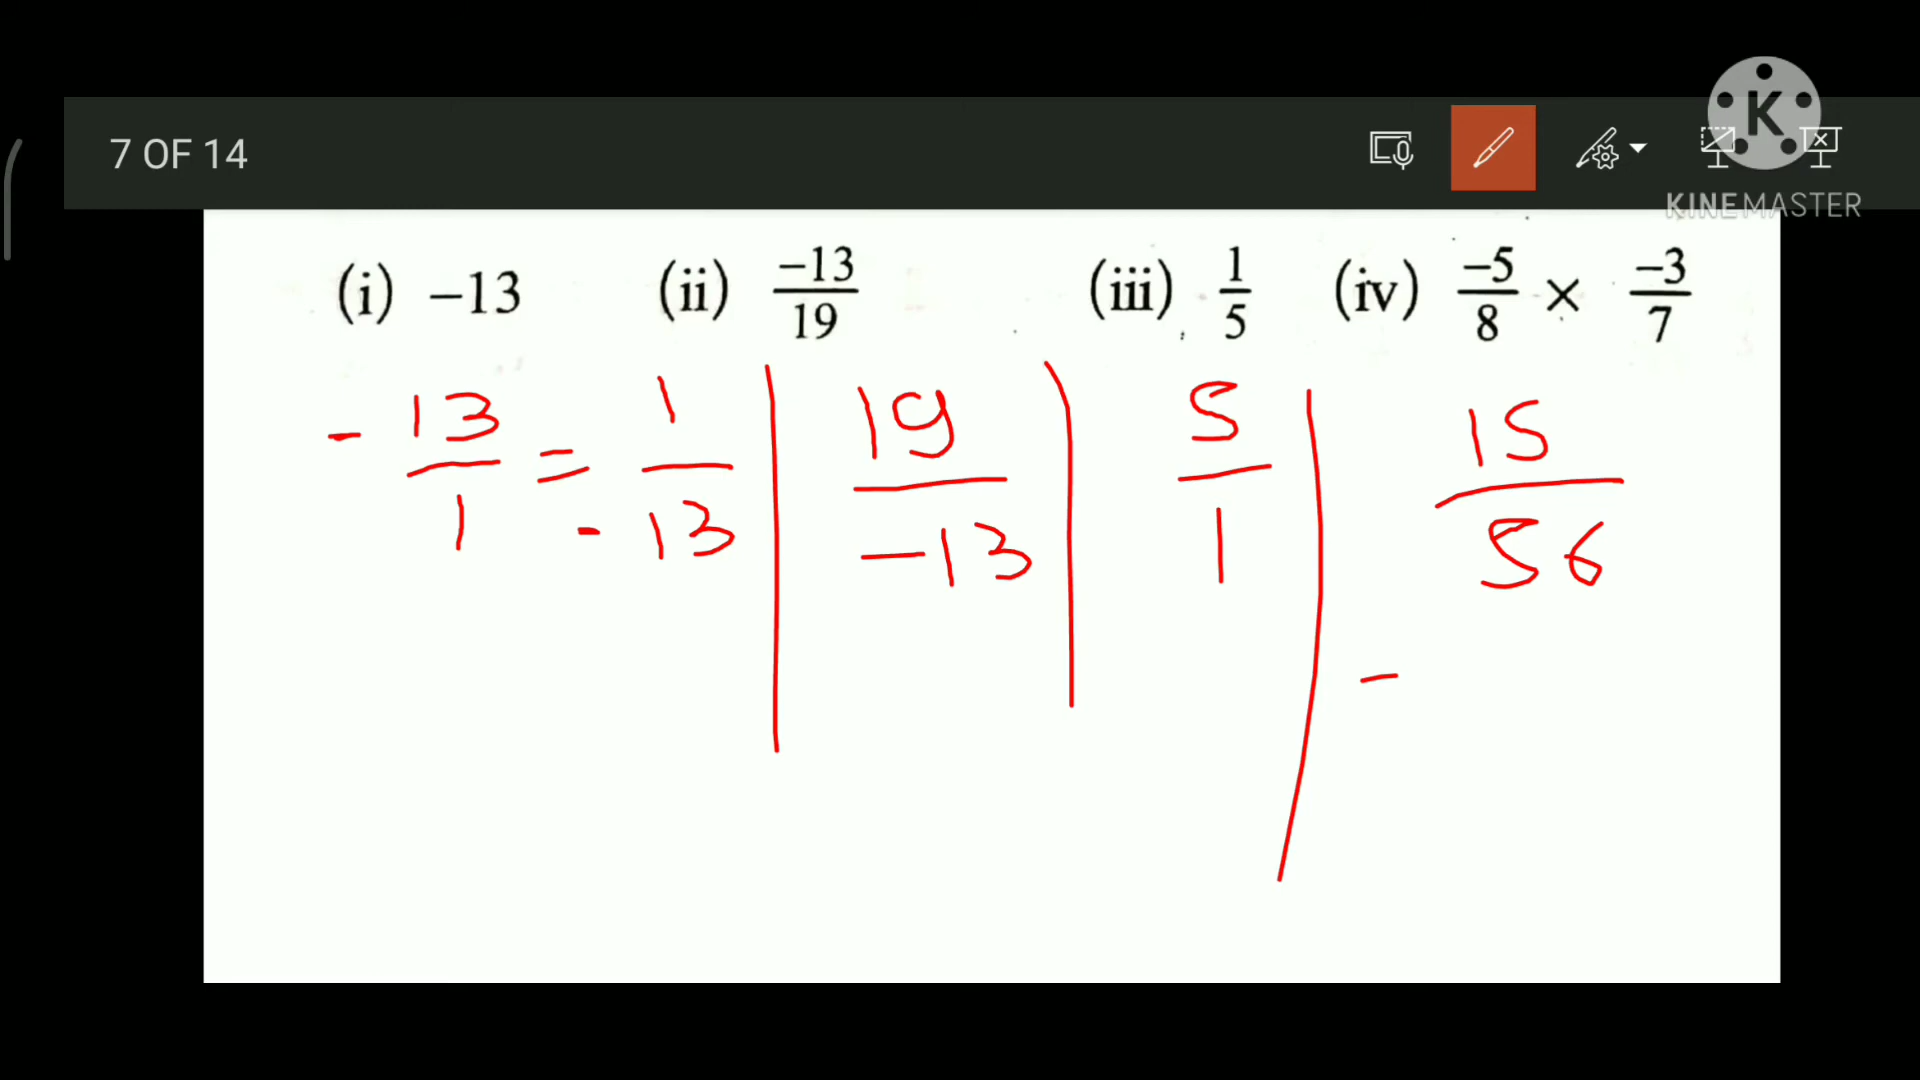 7 OF 14
K
KINEMASTER
(i) −13 (ii) −13/19 (iii) 1/5 (iv) −5/8 × −3/7
- 13/1 = 1/-13
19/-13
5/1
15/56
-